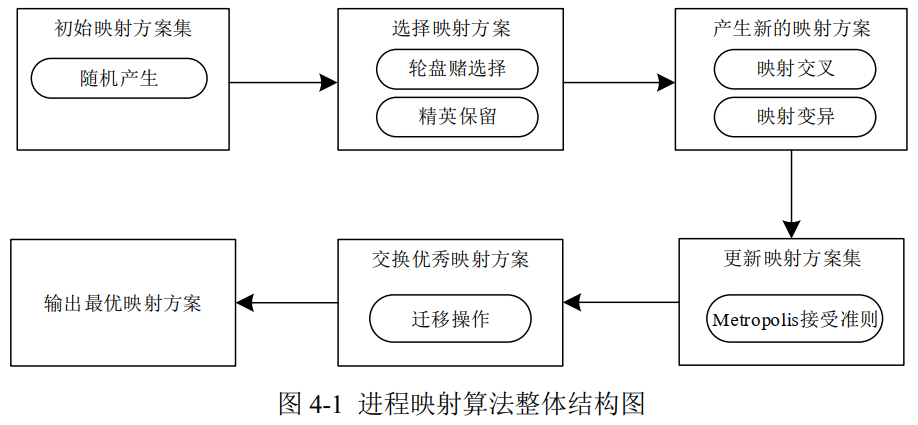 初始映射方案集
随机产生
选择映射方案
轮盘赌选择
精英保留
产生新的映射方案
映射交叉
映射变异
更新映射方案集
Metropolis接受准则
交换优秀映射方案
迁移操作
输出最优映射方案
图 4-1 进程映射算法整体结构图